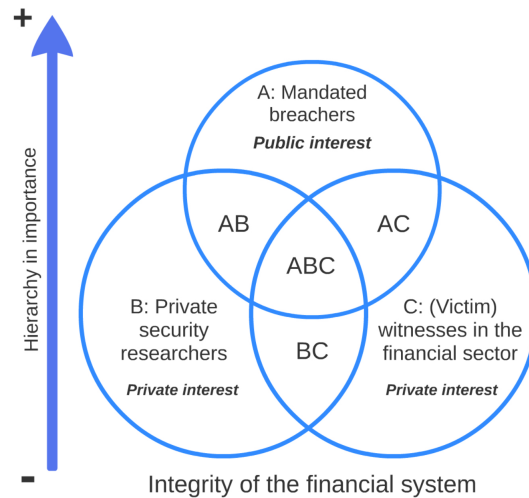 +
Hierarchy in importance
-
A: Mandated
breachers
Public interest
AB
AC
ABC
B: Private
security
researchers
Private interest
BC
C: (Victim)
witnesses in the
financial sector
Private interest
Integrity of the financial system